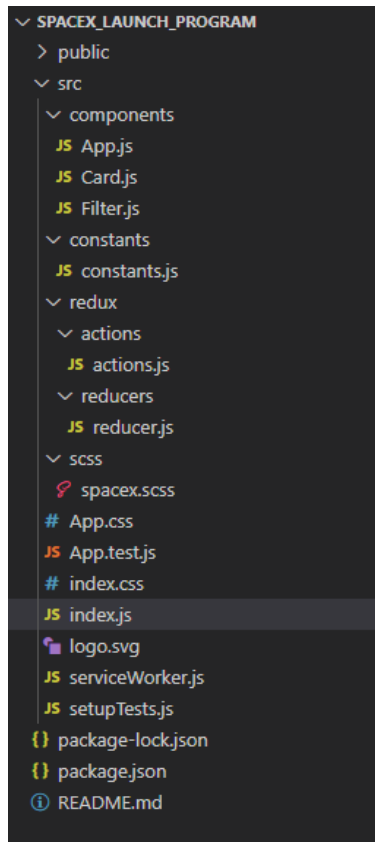 SPACEX_LAUNCH_PROGRAM
public
src
components
JS App.js
JS Card.js
JS Filter.js
constants
JS constants.js
redux
actions
JS actions.js
reducers
JS reducer.js
scss
spacex.scss
# App.css
JS App.test.js
# index.css
JS index.js
logo.svg
JS serviceWorker.js
JS setupTests.js
{} package-lock.json
{} package.json
README.md